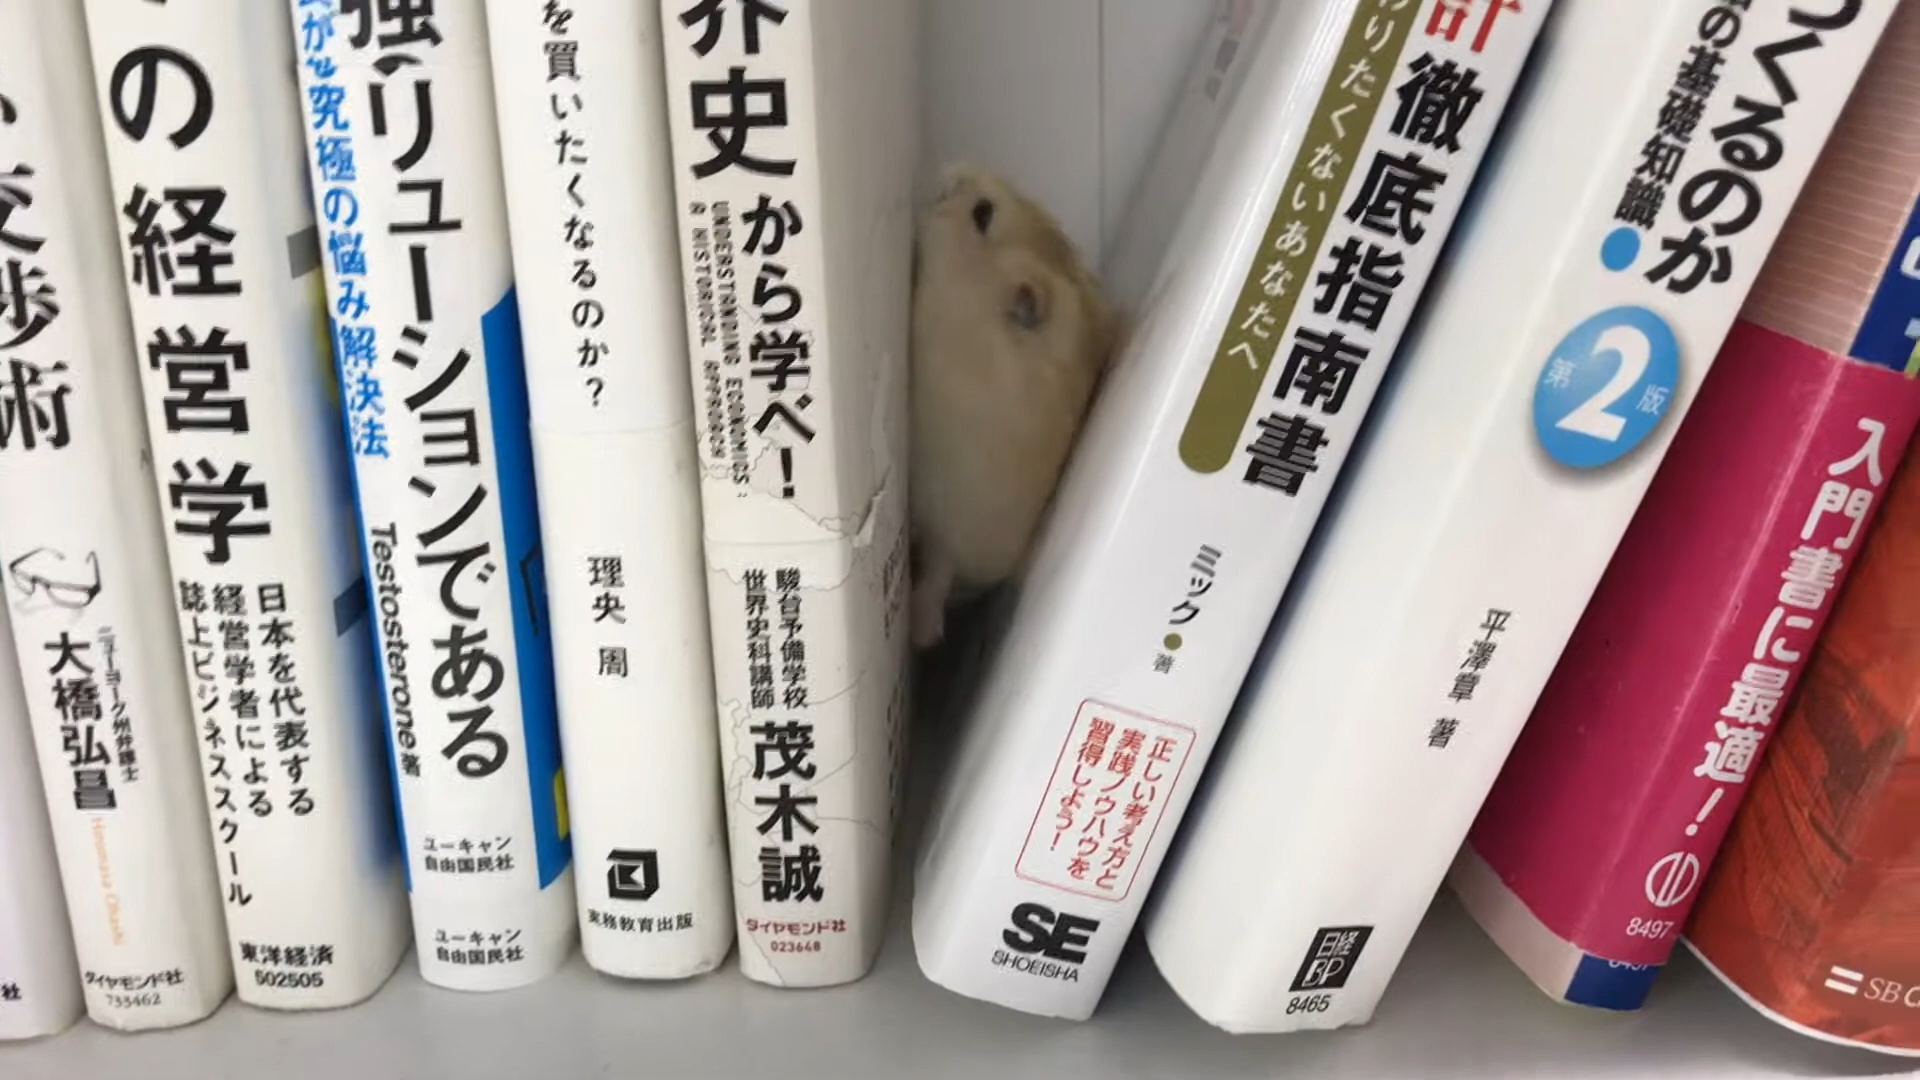 交渉術
ニューヨーク州弁護士
大橋弘昌
Hiromasa Ohashi
ダイヤモンド社
733462
の経営学
日本を代表する
経営学者による
誌上ビジネススクール
東洋経済
502505
が究極の悩み解決法
リューションである
Testosterone著
ユーキャン
自由国民社
ユーキャン
自由国民社
を買いたくなるのか?
理央 周
実務教育出版
界史から学べ!
UNDERSTANDING ECONOMICS:
A HISTORICAL APPROACH
駿台予備学校
世界史科講師
茂木誠
ダイヤモンド社
023648
計徹底指南書
わりたくないあなたへ
ミック●著
正しい考え方と
実践ノウハウを
習得しよう!
SE
SHOEISHA
つくるのか
の基礎知識●
第2版
平澤章 著
日経
BP
8465
入門書に最適!
8497
SB